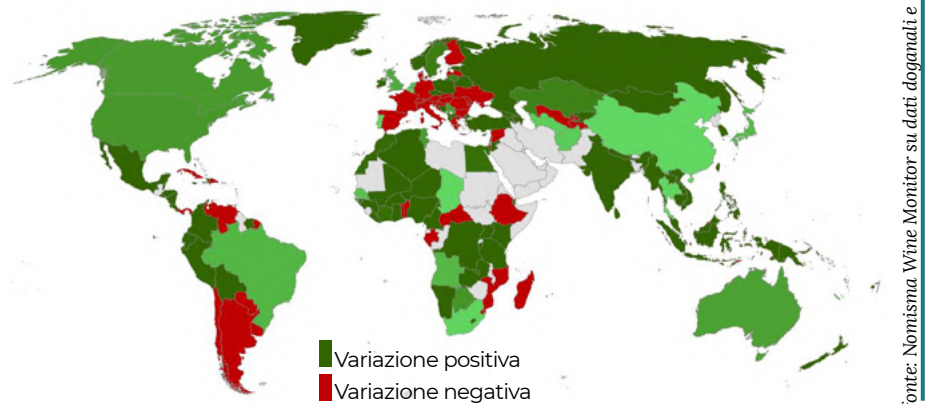 Variazione positiva
Variazione negativa
onte: Nomisma Wine Monitor su dati doganali e